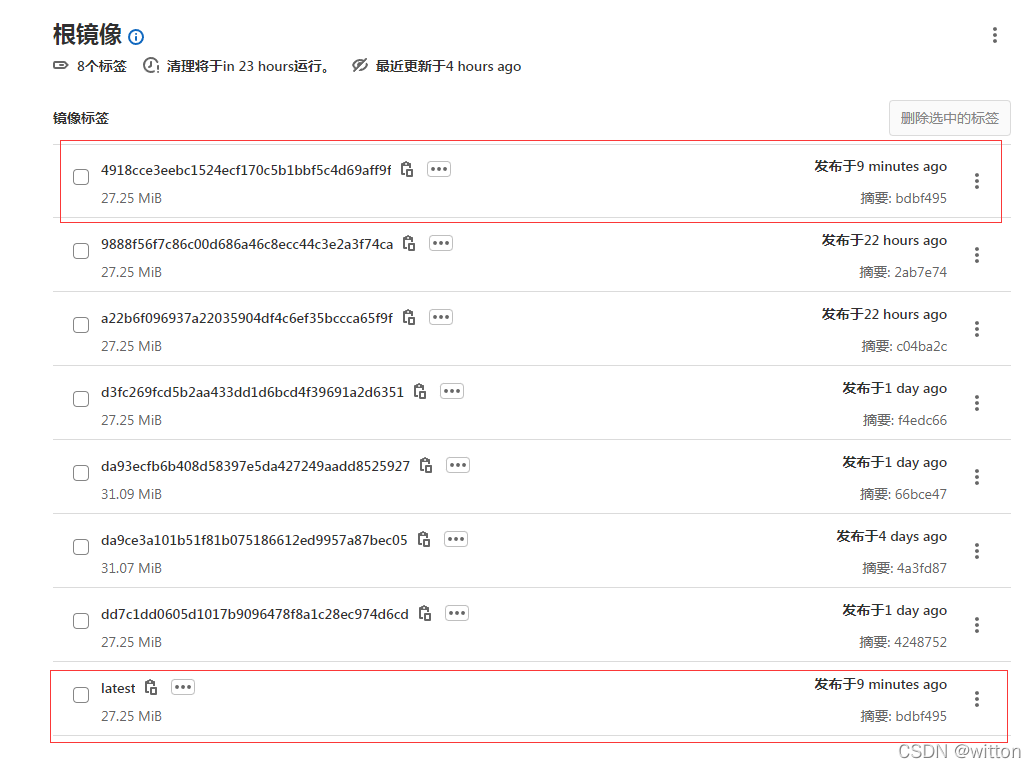 根镜像
8个标签 清理将于in 23 hours运行。 最近更新于4 hours ago
镜像标签 删除选中的标签
4918cce3eebc1524ecf170c5b1bbf5c4d69aff9f 发布于9 minutes ago
27.25 MiB 摘要: bdbf495
9888f56f7c86c00d686a46c8ecc44c3e2a3f74ca 发布于22 hours ago
27.25 MiB 摘要: 2ab7e74
a22b6f096937a22035904df4c6ef35bccca65f9f 发布于22 hours ago
27.25 MiB 摘要: c04ba2c
d3fc269fcd5b2aa433dd1d6bcd4f39691a2d6351 发布于1 day ago
27.25 MiB 摘要: f4edc66
da93ecfb6b408d58397e5da427249aadd8525927 发布于1 day ago
31.09 MiB 摘要: 66bce47
da9ce3a101b51f81b075186612ed9957a87bec05 发布于4 days ago
31.07 MiB 摘要: 4a3fd87
dd7c1dd0605d1017b9096478f8a1c28ec974d6cd 发布于1 day ago
27.25 MiB 摘要: 4248752
latest 发布于9 minutes ago
27.25 MiB 摘要: bdbf495
CSDN @witton